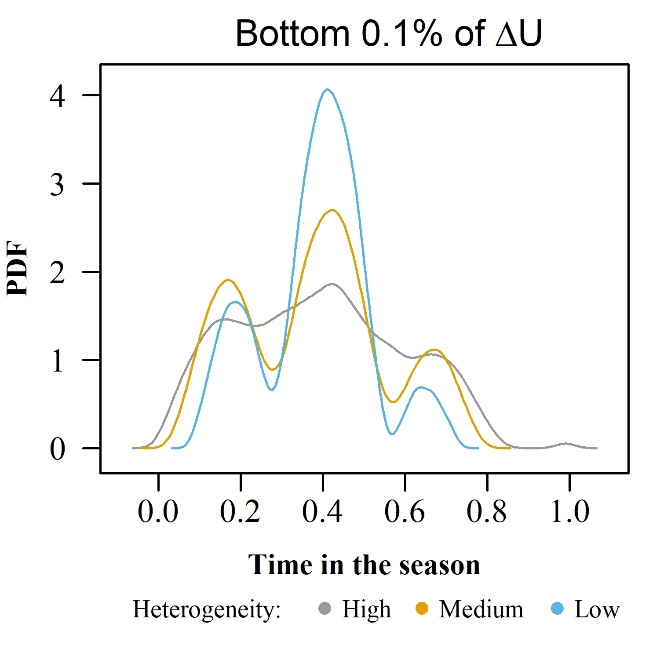 Bottom 0.1% of ΔU
PDF
4
3
2
1
0
0.0 0.2 0.4 0.6 0.8 1.0
Time in the season
Heterogeneity: High Medium Low